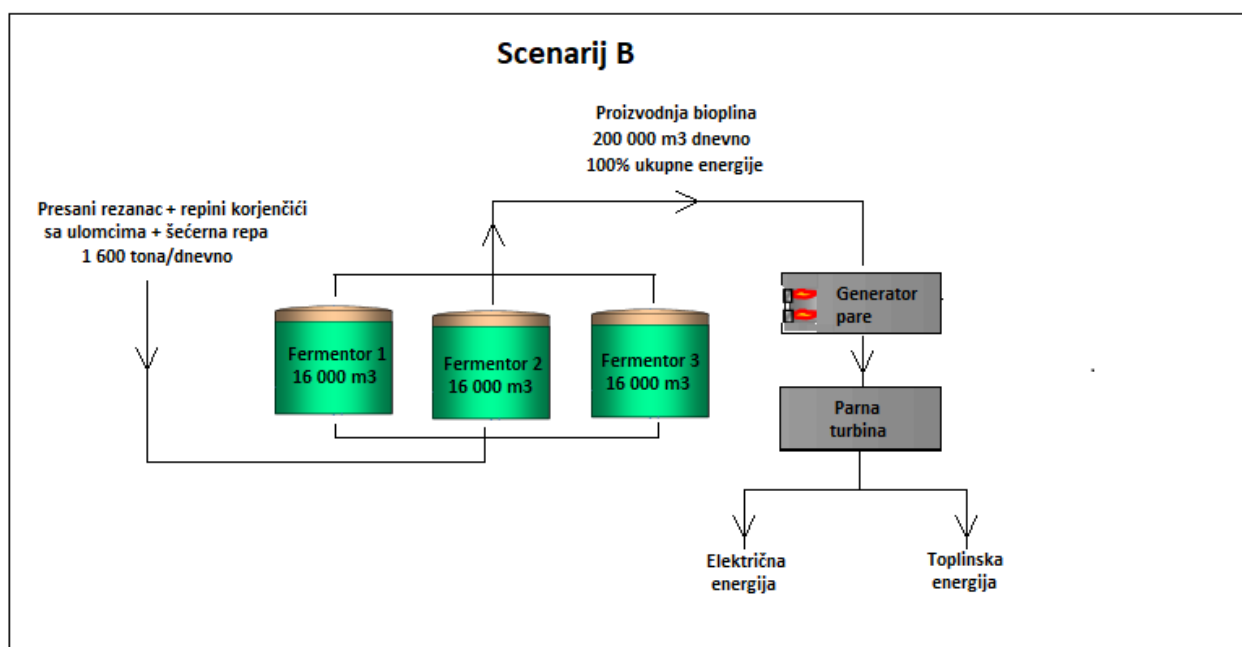 Scenarij B
Proizvodnja bioplina
200 000 m3 dnevno
100% ukupne energije
Presani rezanac + repini korjenčići
sa ulomcima + šećerna repa
1 600 tona/dnevno
Fermentor 1
16 000 m3
Fermentor 2
16 000 m3
Fermentor 3
16 000 m3
Generator
pare
Parna
turbina
Električna
energija
Toplinska
energija